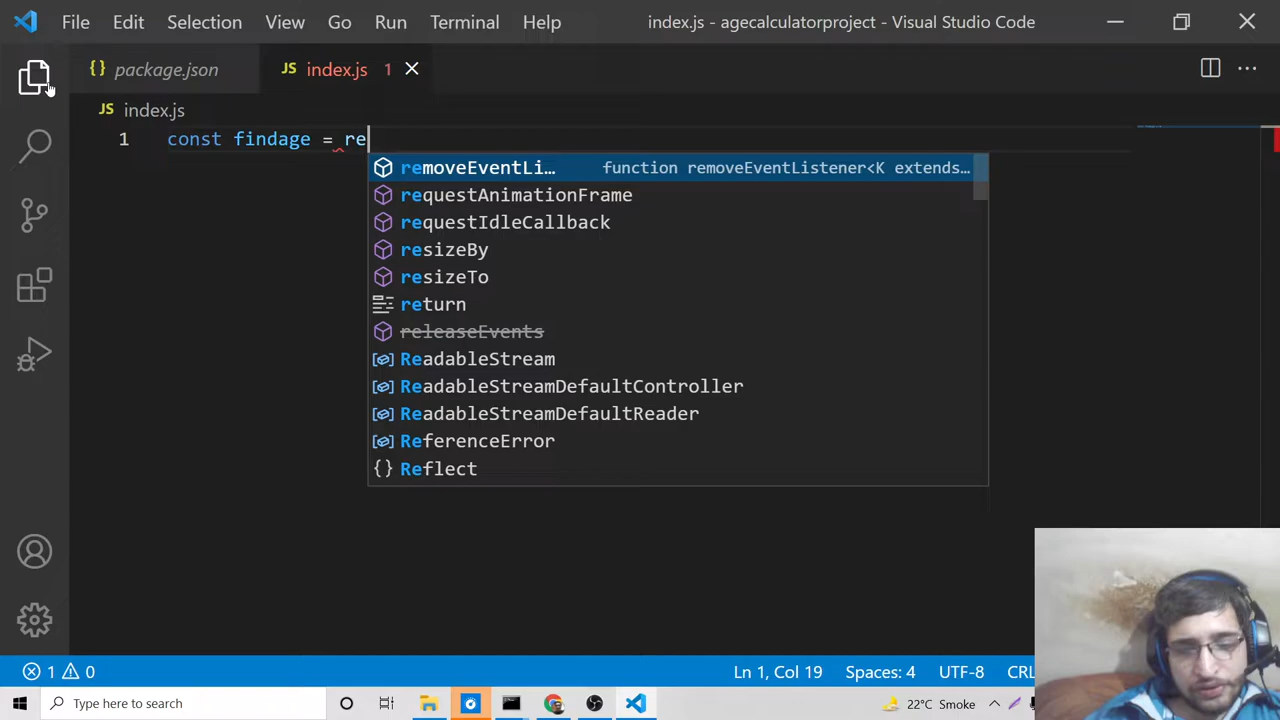 File Edit Selection View Go Run Terminal Help index.js - agecalculatorproject - Visual Studio Code
{} package.json JS index.js 1
JS index.js
1 const findage = re
removeEventLi... function removeEventListener<K extends...
requestAnimationFrame
requestIdleCallback
resizeBy
resizeTo
return
releaseEvents
ReadableStream
ReadableStreamDefaultController
ReadableStreamDefaultReader
ReferenceError
{} Reflect
1 0 Ln 1, Col 19 Spaces: 4 UTF-8 CRL
Type here to search 22°C Smoke